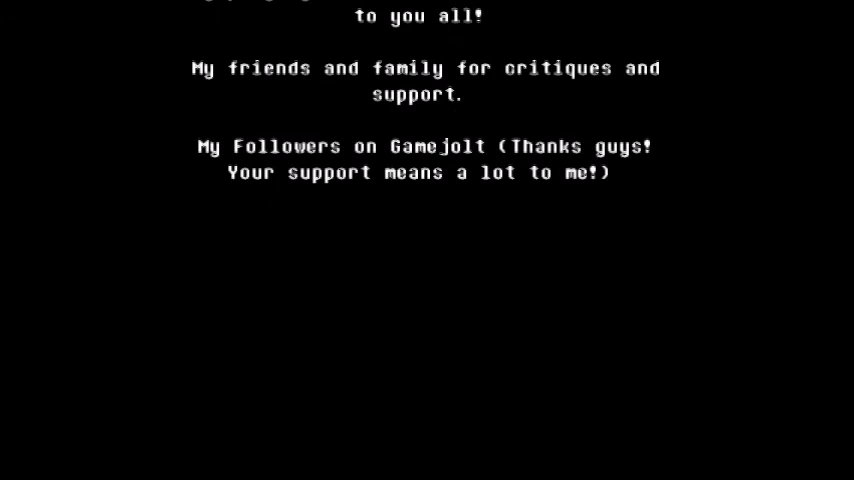 to you all!
My friends and family for critiques and
support.
My Followers on Gamejolt (Thanks guys!
Your support means a lot to me!)